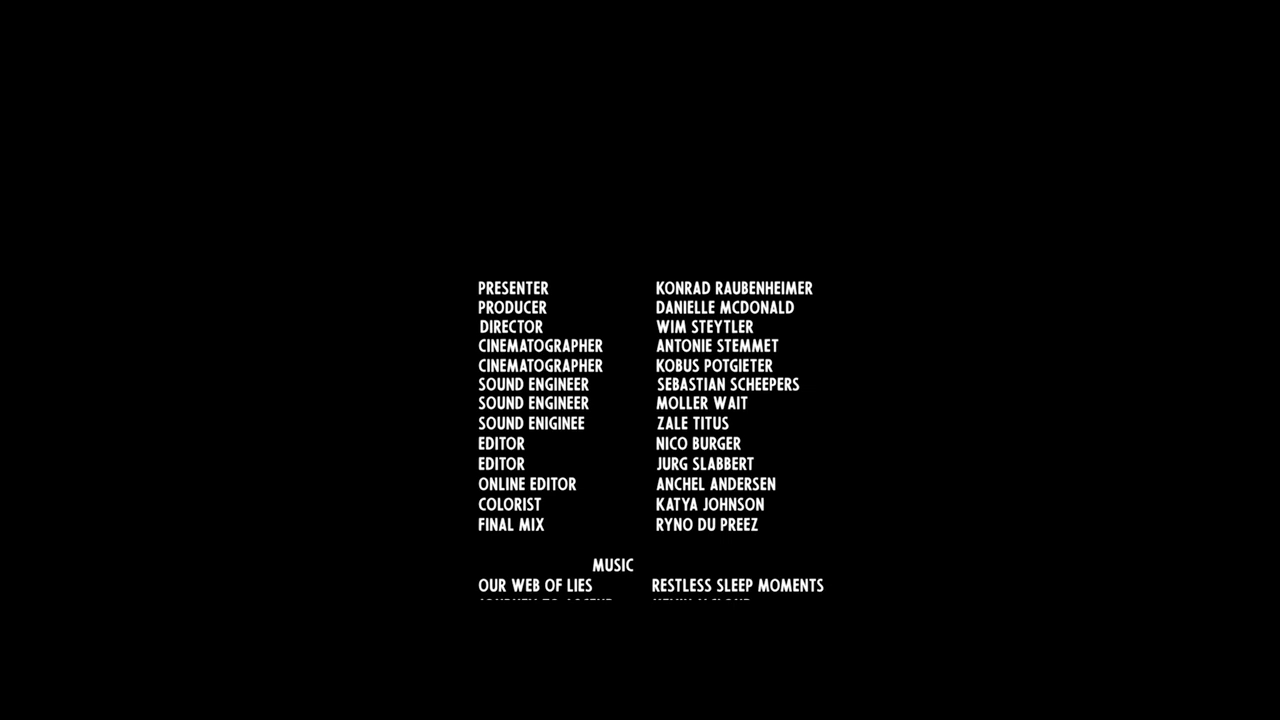 PRESENTER KONRAD RAUBENHEIMER
PRODUCER DANIELLE MCDONALD
DIRECTOR WIM STEYTLER
CINEMATOGRAPHER ANTONIE STEMMET
CINEMATOGRAPHER KOBUS POTGIETER
SOUND ENGINEER SEBASTIAN SCHEEPERS
SOUND ENGINEER MOLLER WAIT
SOUND ENIGINEE ZALE TITUS
EDITOR NICO BURGER
EDITOR JURG SLABBERT
ONLINE EDITOR ANCHEL ANDERSEN
COLORIST KATYA JOHNSON
FINAL MIX RYNO DU PREEZ
MUSIC
OUR WEB OF LIES RESTLESS SLEEP MOMENTS